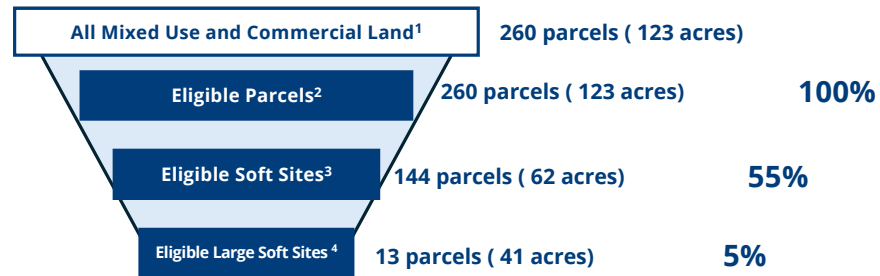 All Mixed Use and Commercial Land¹ 260 parcels ( 123 acres)
Eligible Parcels² 260 parcels ( 123 acres) 100%
Eligible Soft Sites³ 144 parcels ( 62 acres) 55%
Eligible Large Soft Sites ⁴ 13 parcels ( 41 acres) 5%